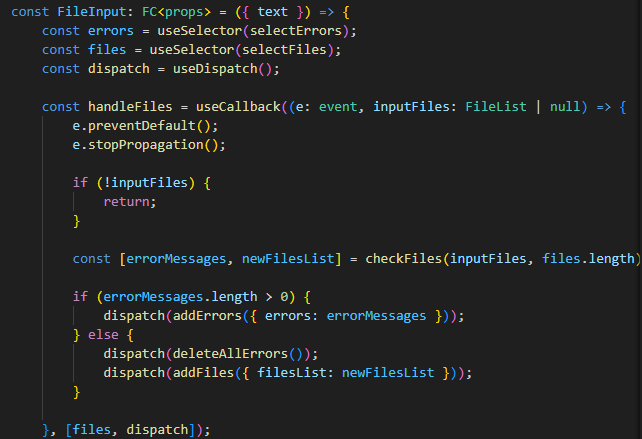 const FileInput: FC<props> = ({ text }) => {
    const errors = useSelector(selectErrors);
    const files = useSelector(selectFiles);
    const dispatch = useDispatch();

    const handleFiles = useCallback((e: event, inputFiles: FileList | null) => {
        e.preventDefault();
        e.stopPropagation();

        if (!inputFiles) {
            return;
        }

        const [errorMessages, newFilesList] = checkFiles(inputFiles, files.length)

        if (errorMessages.length > 0) {
            dispatch(addErrors({ errors: errorMessages }));
        } else {
            dispatch(deleteAllErrors());
            dispatch(addFiles({ filesList: newFilesList }));
        }

    }, [files, dispatch]);